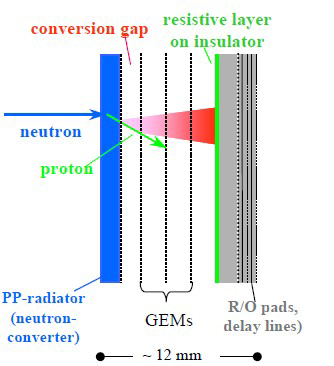 resistive layer
on insulator
conversion gap
neutron
proton
PP-radiator
(neutron-
converter)
GEMs
R/O pads,
delay lines)
~ 12 mm